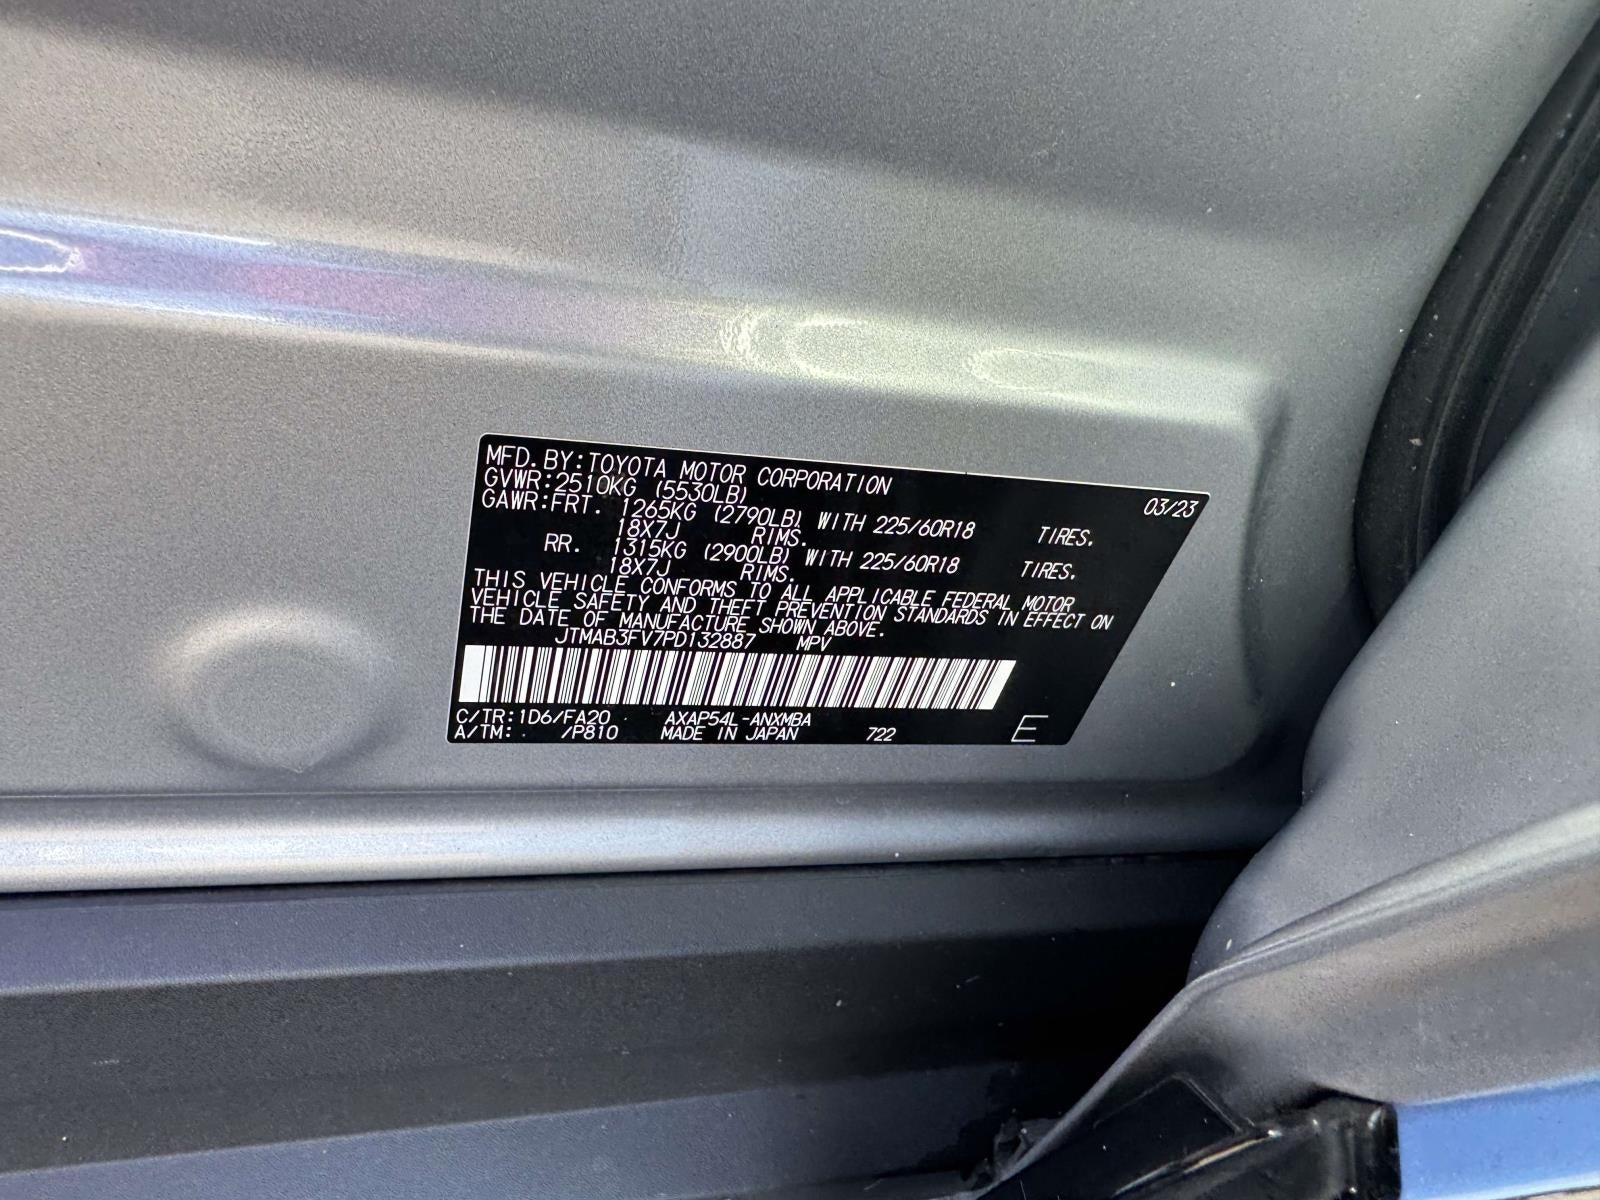 MFD. BY: TOYOTA MOTOR CORPORATION 03/23
GVWR: 2510KG (5530LB)
GAWR: FRT. 1265KG (2790LB) WITH 225/60R18 TIRES.
18X7J RIMS.
RR. 1315KG (2900LB) WITH 225/60R18 TIRES.
18X7J RIMS.
THIS VEHICLE CONFORMS TO ALL APPLICABLE FEDERAL MOTOR
VEHICLE SAFETY AND THEFT PREVENTION STANDARDS IN EFFECT ON
THE DATE OF MANUFACTURE SHOWN ABOVE.
JTMAB3FV7PD132887 MPV
C/TR: 1D6/FA20 AXAP54L-ANXMBA
A/TM: /P810 MADE IN JAPAN 722 E